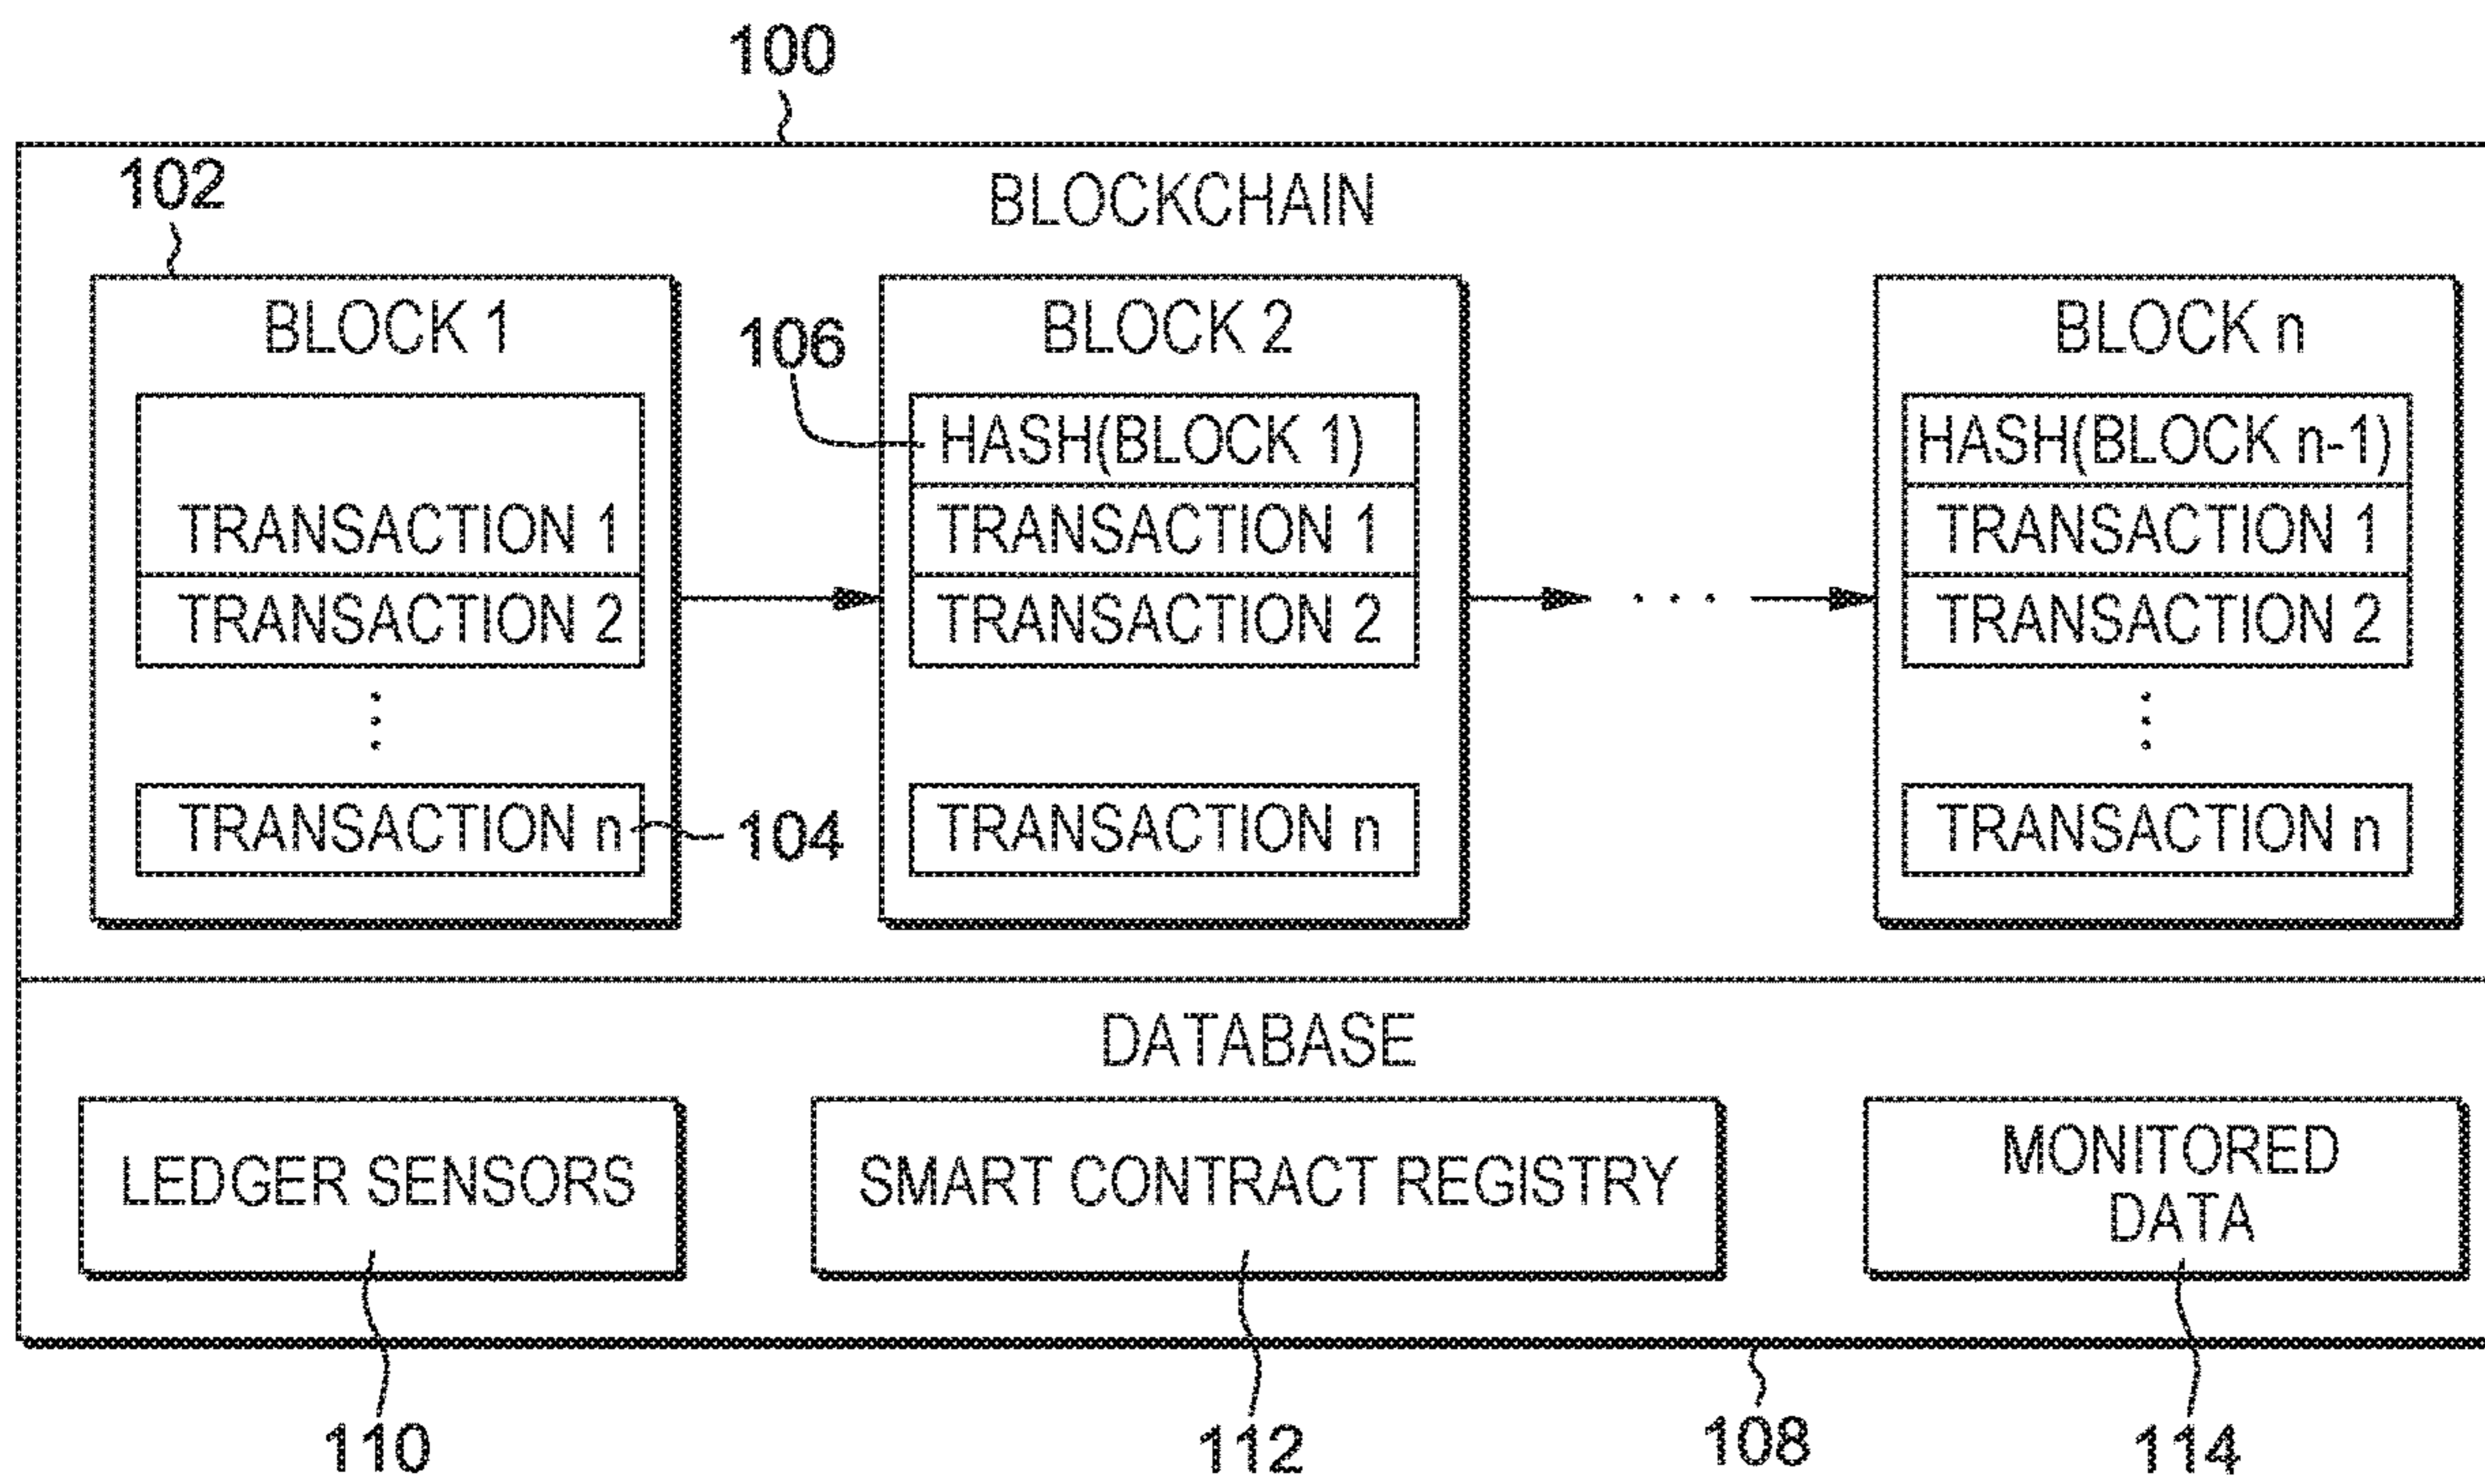 100
BLOCKCHAIN
102
BLOCK 1
TRANSACTION 1
TRANSACTION 2
TRANSACTION n
104
106
BLOCK 2
HASH(BLOCK 1)
TRANSACTION 1
TRANSACTION 2
TRANSACTION n
. . .
BLOCK n
HASH(BLOCK n-1)
TRANSACTION 1
TRANSACTION 2
TRANSACTION n
DATABASE
LEDGER SENSORS
SMART CONTRACT REGISTRY
MONITORED
DATA
110
112
108
114